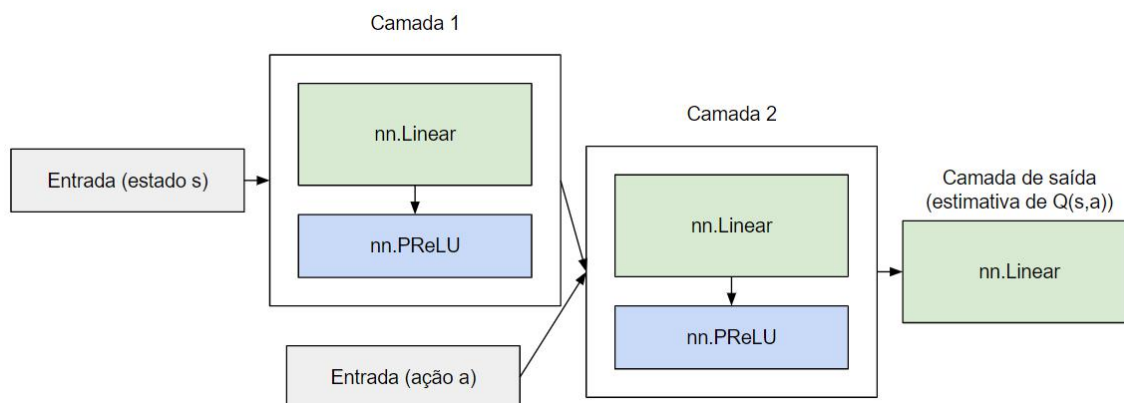 Camada 1
nn.Linear
Camada 2
Entrada (estado s)
Camada de saída
(estimativa de Q(s,a))
nn.PReLU
nn.Linear
nn.Linear
nn.PReLU
Entrada (ação a)